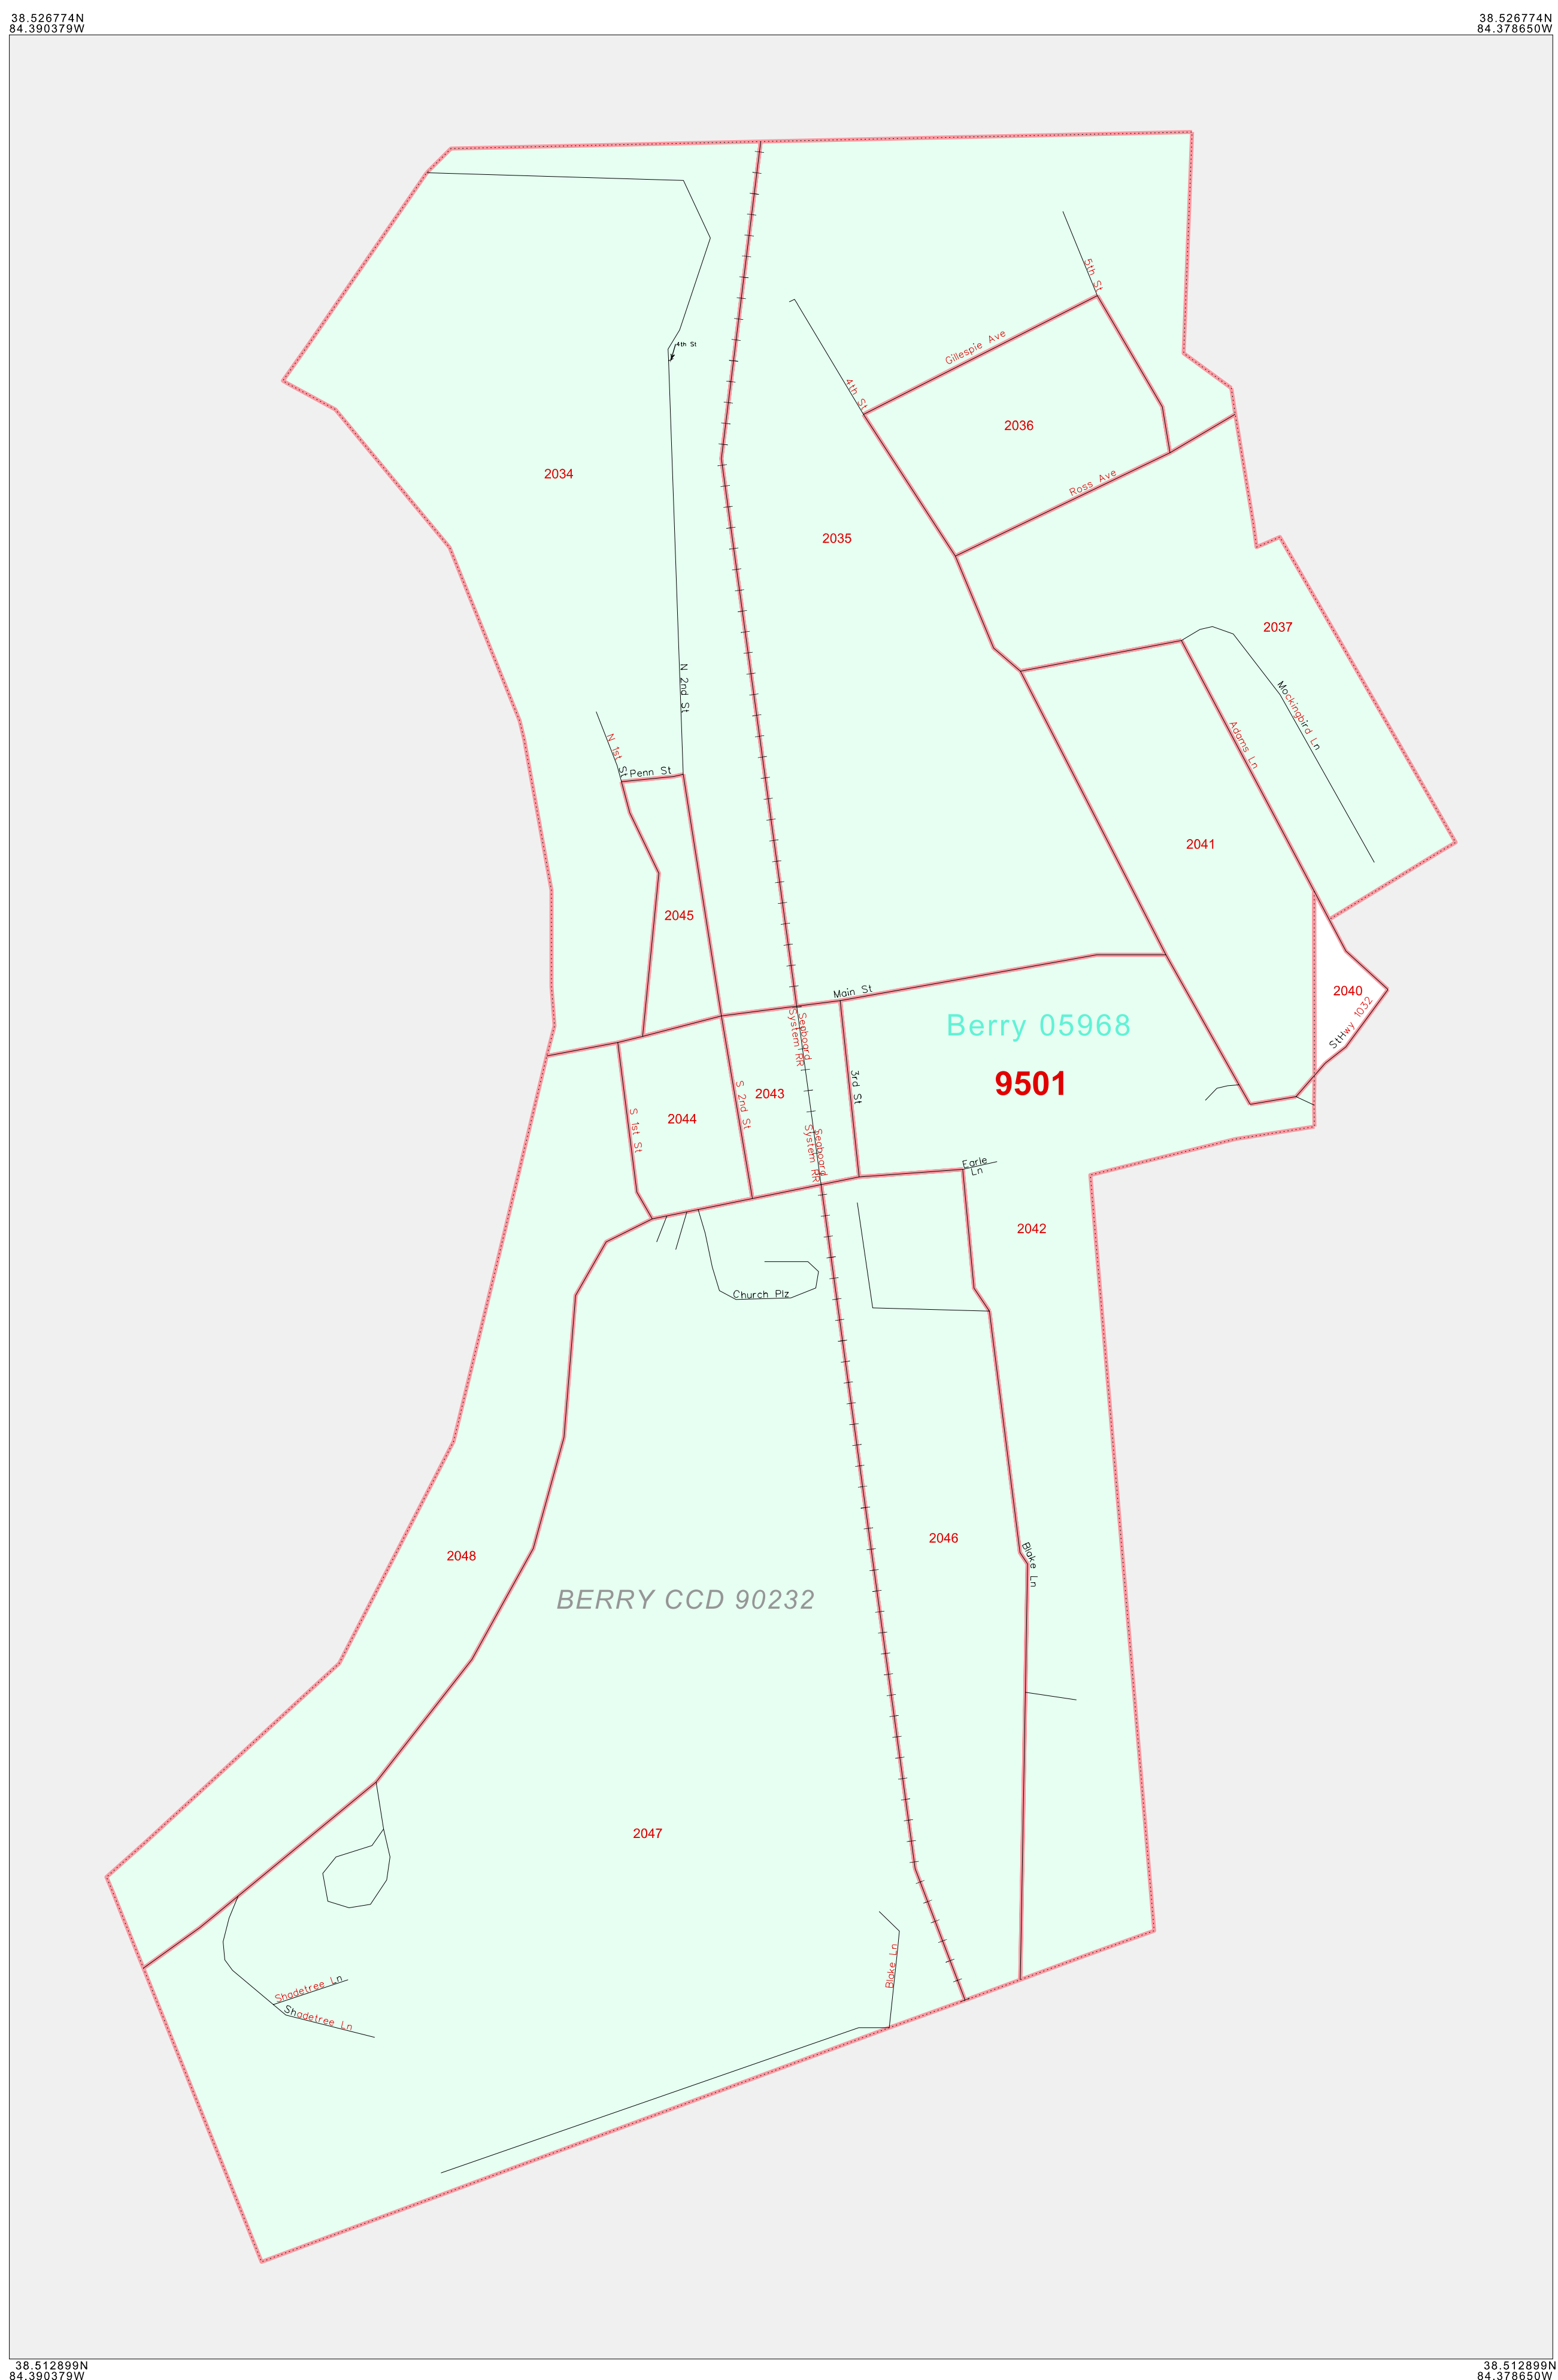 38.526774N
84.390379W
38.526774N
84.378650W
5th St
Gillespie Ave
4th St
4th St
2036
2034
Ross Ave
2035
2037
N 2nd St
Mockingbird Ln
Adams Ln
N 1st St
Penn St
2041
2045
Main St
2040
StHwy 1032
Berry 05968
Seaboard
System RR
9501
3rd St
2043
S 2nd St
2044
S 1st St
Seaboard
System RR
Earle
Ln
2042
Church Plz
2046
Blake Ln
2048
BERRY CCD 90232
2047
Blake Ln
Shadetree Ln
Shadetree Ln
38.512899N
84.390379W
38.512899N
84.378650W